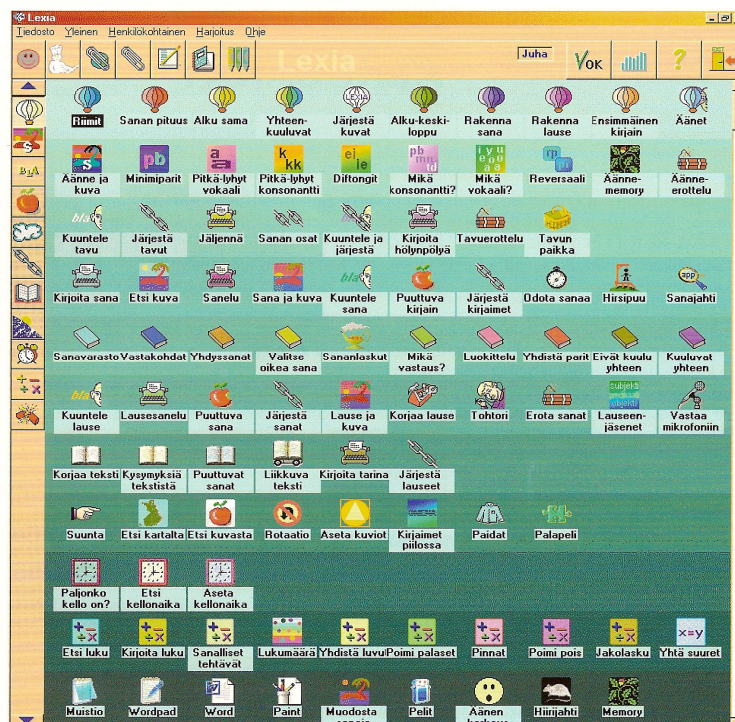 Lexia
Tiedosto Yleinen Henkilökohtainen Harjoitus Ohje
Lexia Juha √OK ? EXIT
Riimit Sanan pituus Alku sama Yhteen-kuuluvat Järjestä kuvat Alku-keski-loppu Rakenna sana Rakenna lause Ensimmäinen kirjain Äänet
Äänne ja kuva Minimiparit Pitkä-lyhyt vokaali Pitkä-lyhyt konsonantti Diftongit Mikä konsonantti? Mikä vokaali? Reversaali Äänne-memory Äänne-erottelu
Kuuntele tavu Järjestä tavut Jäljennä Sanan osat Kuuntele ja järjestä Kirjoita hölynpölyä Tavuerottelu Tavun paikka
Kirjoita sana Etsi kuva Sanelu Sana ja kuva Kuuntele sana Puuttuva kirjain Järjestä kirjaimet Odota sanaa Hirsipuu Sanajahti
Sanavarasto Vastakohdat Yhdyssanat Valitse oikea sana Sananlaskut Mikä vastaus? Luokittelu Yhdistä parit Eivät kuulu yhteen Kuuluvat yhteen
Kuuntele lause Lausesanelu Puuttuva sana Järjestä sanat Lause ja kuva Korjaa lause Tohtori Erota sanat Lauseen-jäsenet Vastaa mikrofoniin
Korjaa teksti Kysymyksiä tekstistä Puuttuvat sanat Liikkuva teksti Kirjoita tarina Järjestä lauseet
Suunta Etsi kartalta Etsi kuvasta Rotaatio Aseta kuviot Kirjaimet piilossa Paidat Palapeli
Paljonko kello on? Etsi kellonaika Aseta kellonaika
Etsi luku Kirjoita luku Sanalliset tehtävät Lukumäärä Yhdistä luvut Poimi palaset Pinnat Poimi pois Jakolasku Yhtä suuret
Muistio Wordpad Word Paint Muodosta Pelit Äänen Hiirijahti Memory